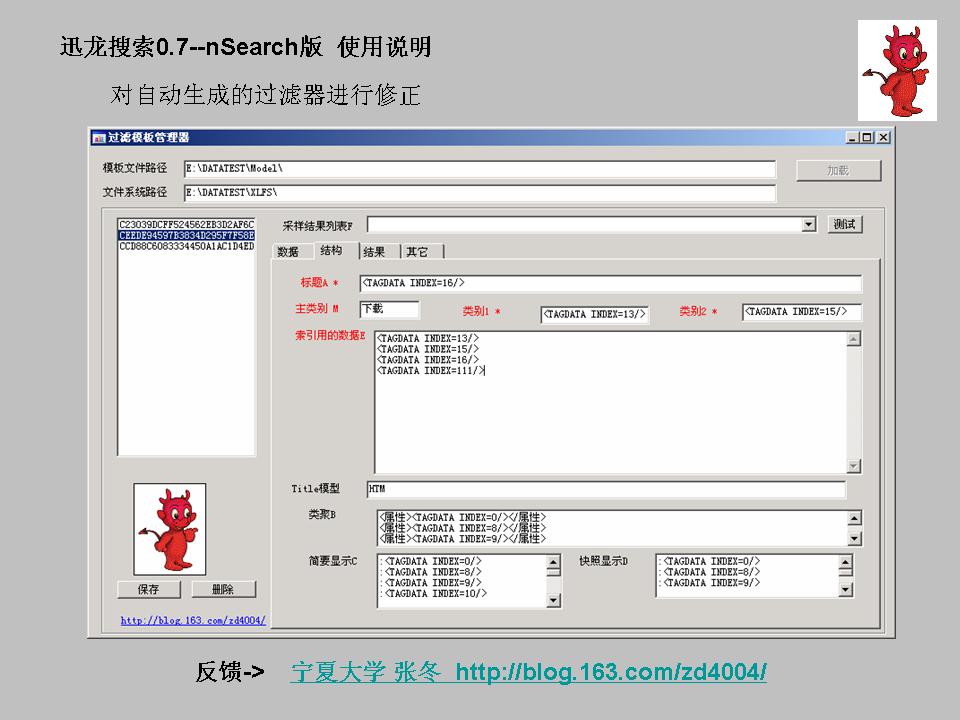 迅龙搜索0.7--nSearch版 使用说明
对自动生成的过滤器进行修正
过滤模板管理器
模板文件路径 E:\DATATEST\Model\ 加载
文件系统路径 E:\DATATEST\XLFS\
C23039DCFF524562EB3D2AF6C
CEEDE94597B3834D295F7F58E
CCD88C6083334450A1AC1D4ED
采样结果列表F 测试
数据 结构 结果 其它
标题A * <TAGDATA INDEX=16/>
主类别 M 下载 类别1 * <TAGDATA INDEX=13/> 类别2 * <TAGDATA INDEX=15/>
索引用的数据E <TAGDATA INDEX=13/>
<TAGDATA INDEX=15/>
<TAGDATA INDEX=16/>
<TAGDATA INDEX=111/>
Title模型 HTM
类聚B <属性><TAGDATA INDEX=0/></属性>
<属性><TAGDATA INDEX=8/></属性>
<属性><TAGDATA INDEX=9/></属性>
简要显示C :<TAGDATA INDEX=0/>
:<TAGDATA INDEX=8/>
:<TAGDATA INDEX=9/>
:<TAGDATA INDEX=10/>
快照显示D :<TAGDATA INDEX=0/>
:<TAGDATA INDEX=8/>
:<TAGDATA INDEX=9/>
保存 删除
http://blog.163.com/zd4004/
反馈-> 宁夏大学 张冬 http://blog.163.com/zd4004/